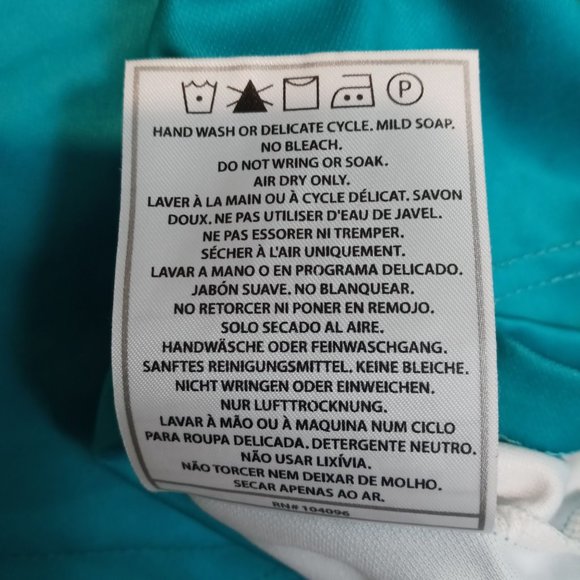 P
HAND WASH OR DELICATE CYCLE. MILD SOAP.
NO BLEACH.
DO NOT WRING OR SOAK.
AIR DRY ONLY.
LAVER À LA MAIN OU À CYCLE DÉLICAT. SAVON
DOUX. NE PAS UTILISER D'EAU DE JAVEL.
NE PAS ESSORER NI TREMPER.
SÉCHER À L'AIR UNIQUEMENT.
LAVAR A MANO O EN PROGRAMA DELICADO.
JABÓN SUAVE. NO BLANQUEAR.
NO RETORCER NI PONER EN REMOJO.
SOLO SECADO AL AIRE.
HANDWÄSCHE ODER FEINWASCHGANG.
SANFTES REINIGUNGSMITTEL. KEINE BLEICHE.
NICHT WRINGEN ODER EINWEICHEN.
NUR LUFTTROCKNUNG.
LAVAR À MÃO OU À MAQUINA NUM CICLO
PARA ROUPA DELICADA. DETERGENTE NEUTRO.
NÃO USAR LIXÍVIA.
NÃO TORCER NEM DEIXAR DE MOLHO.
SECAR APENAS AO AR.
RN# 104096